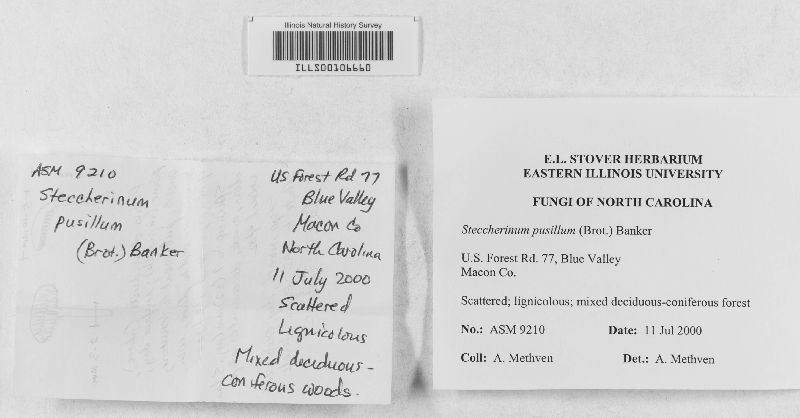 Illinois Natural History Survey
ILLS00106660
ASM 9210
Steccherinum
pusillum
(Brot.) Banker
US Forest Rd 77
Blue Valley
Macon Co
North Carolina
11 July 2000
Scattered
Lignicolous
Mixed deciduous-
coniferous woods.
E.L. STOVER HERBARIUM
EASTERN ILLINOIS UNIVERSITY
FUNGI OF NORTH CAROLINA
Steccherinum pusillum (Brot.) Banker
U.S. Forest Rd. 77, Blue Valley
Macon Co.
Scattered; lignicolous; mixed deciduous-coniferous forest
No.: ASM 9210 Date: 11 Jul 2000
Coll: A. Methven Det.: A. Methven